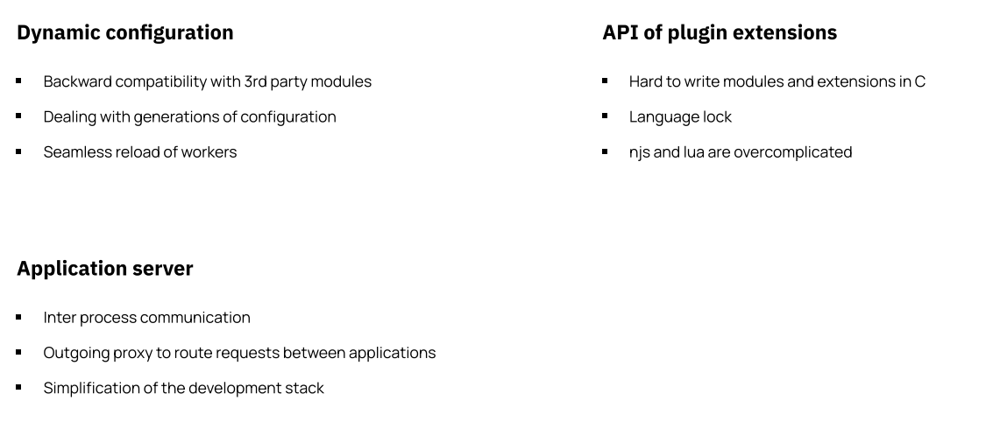 Dynamic configuration
Backward compatibility with 3rd party modules
Dealing with generations of configuration
Seamless reload of workers
API of plugin extensions
Hard to write modules and extensions in C
Language lock
njs and lua are overcomplicated
Application server
Inter process communication
Outgoing proxy to route requests between applications
Simplification of the development stack